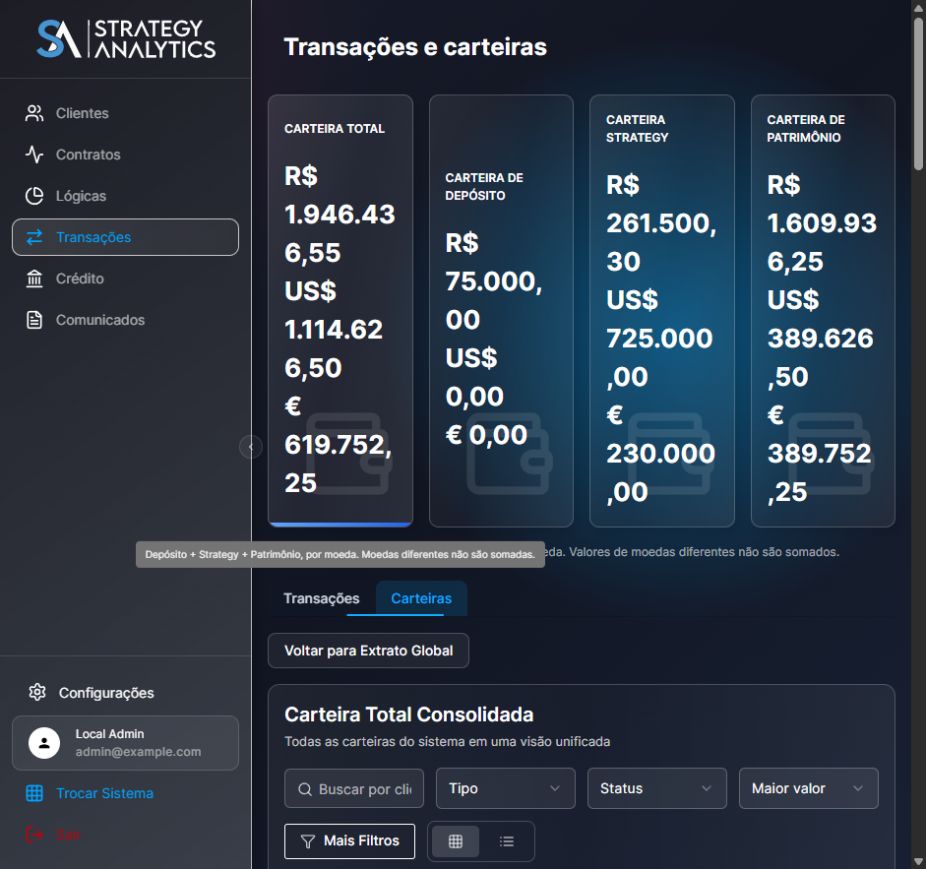 STRATEGY
ANALYTICS
Clientes
Contratos
Lógicas
Transações
Crédito
Comunicados
Configurações
Local Admin
admin@example.com
Trocar Sistema
Sair
Transações e carteiras
CARTEIRA TOTAL
R$
1.946.43
6,55
US$
1.114.62
6,50
€
619.752,
25
CARTEIRA DE
DEPÓSITO
R$
75.000,
00
US$
0,00
€ 0,00
CARTEIRA
STRATEGY
R$
261.500,
30
US$
725.000
,00
€
230.000
,00
CARTEIRA DE
PATRIMÔNIO
R$
1.609.93
6,25
US$
389.626
,50
€
389.752
,25
Depósito + Strategy + Patrimônio, por moeda. Moedas diferentes não são somadas.
eda. Valores de moedas diferentes não são somados.
Transações
Carteiras
Voltar para Extrato Global
Carteira Total Consolidada
Todas as carteiras do sistema em uma visão unificada
Buscar por cli
Tipo
Status
Maior valor
Mais Filtros